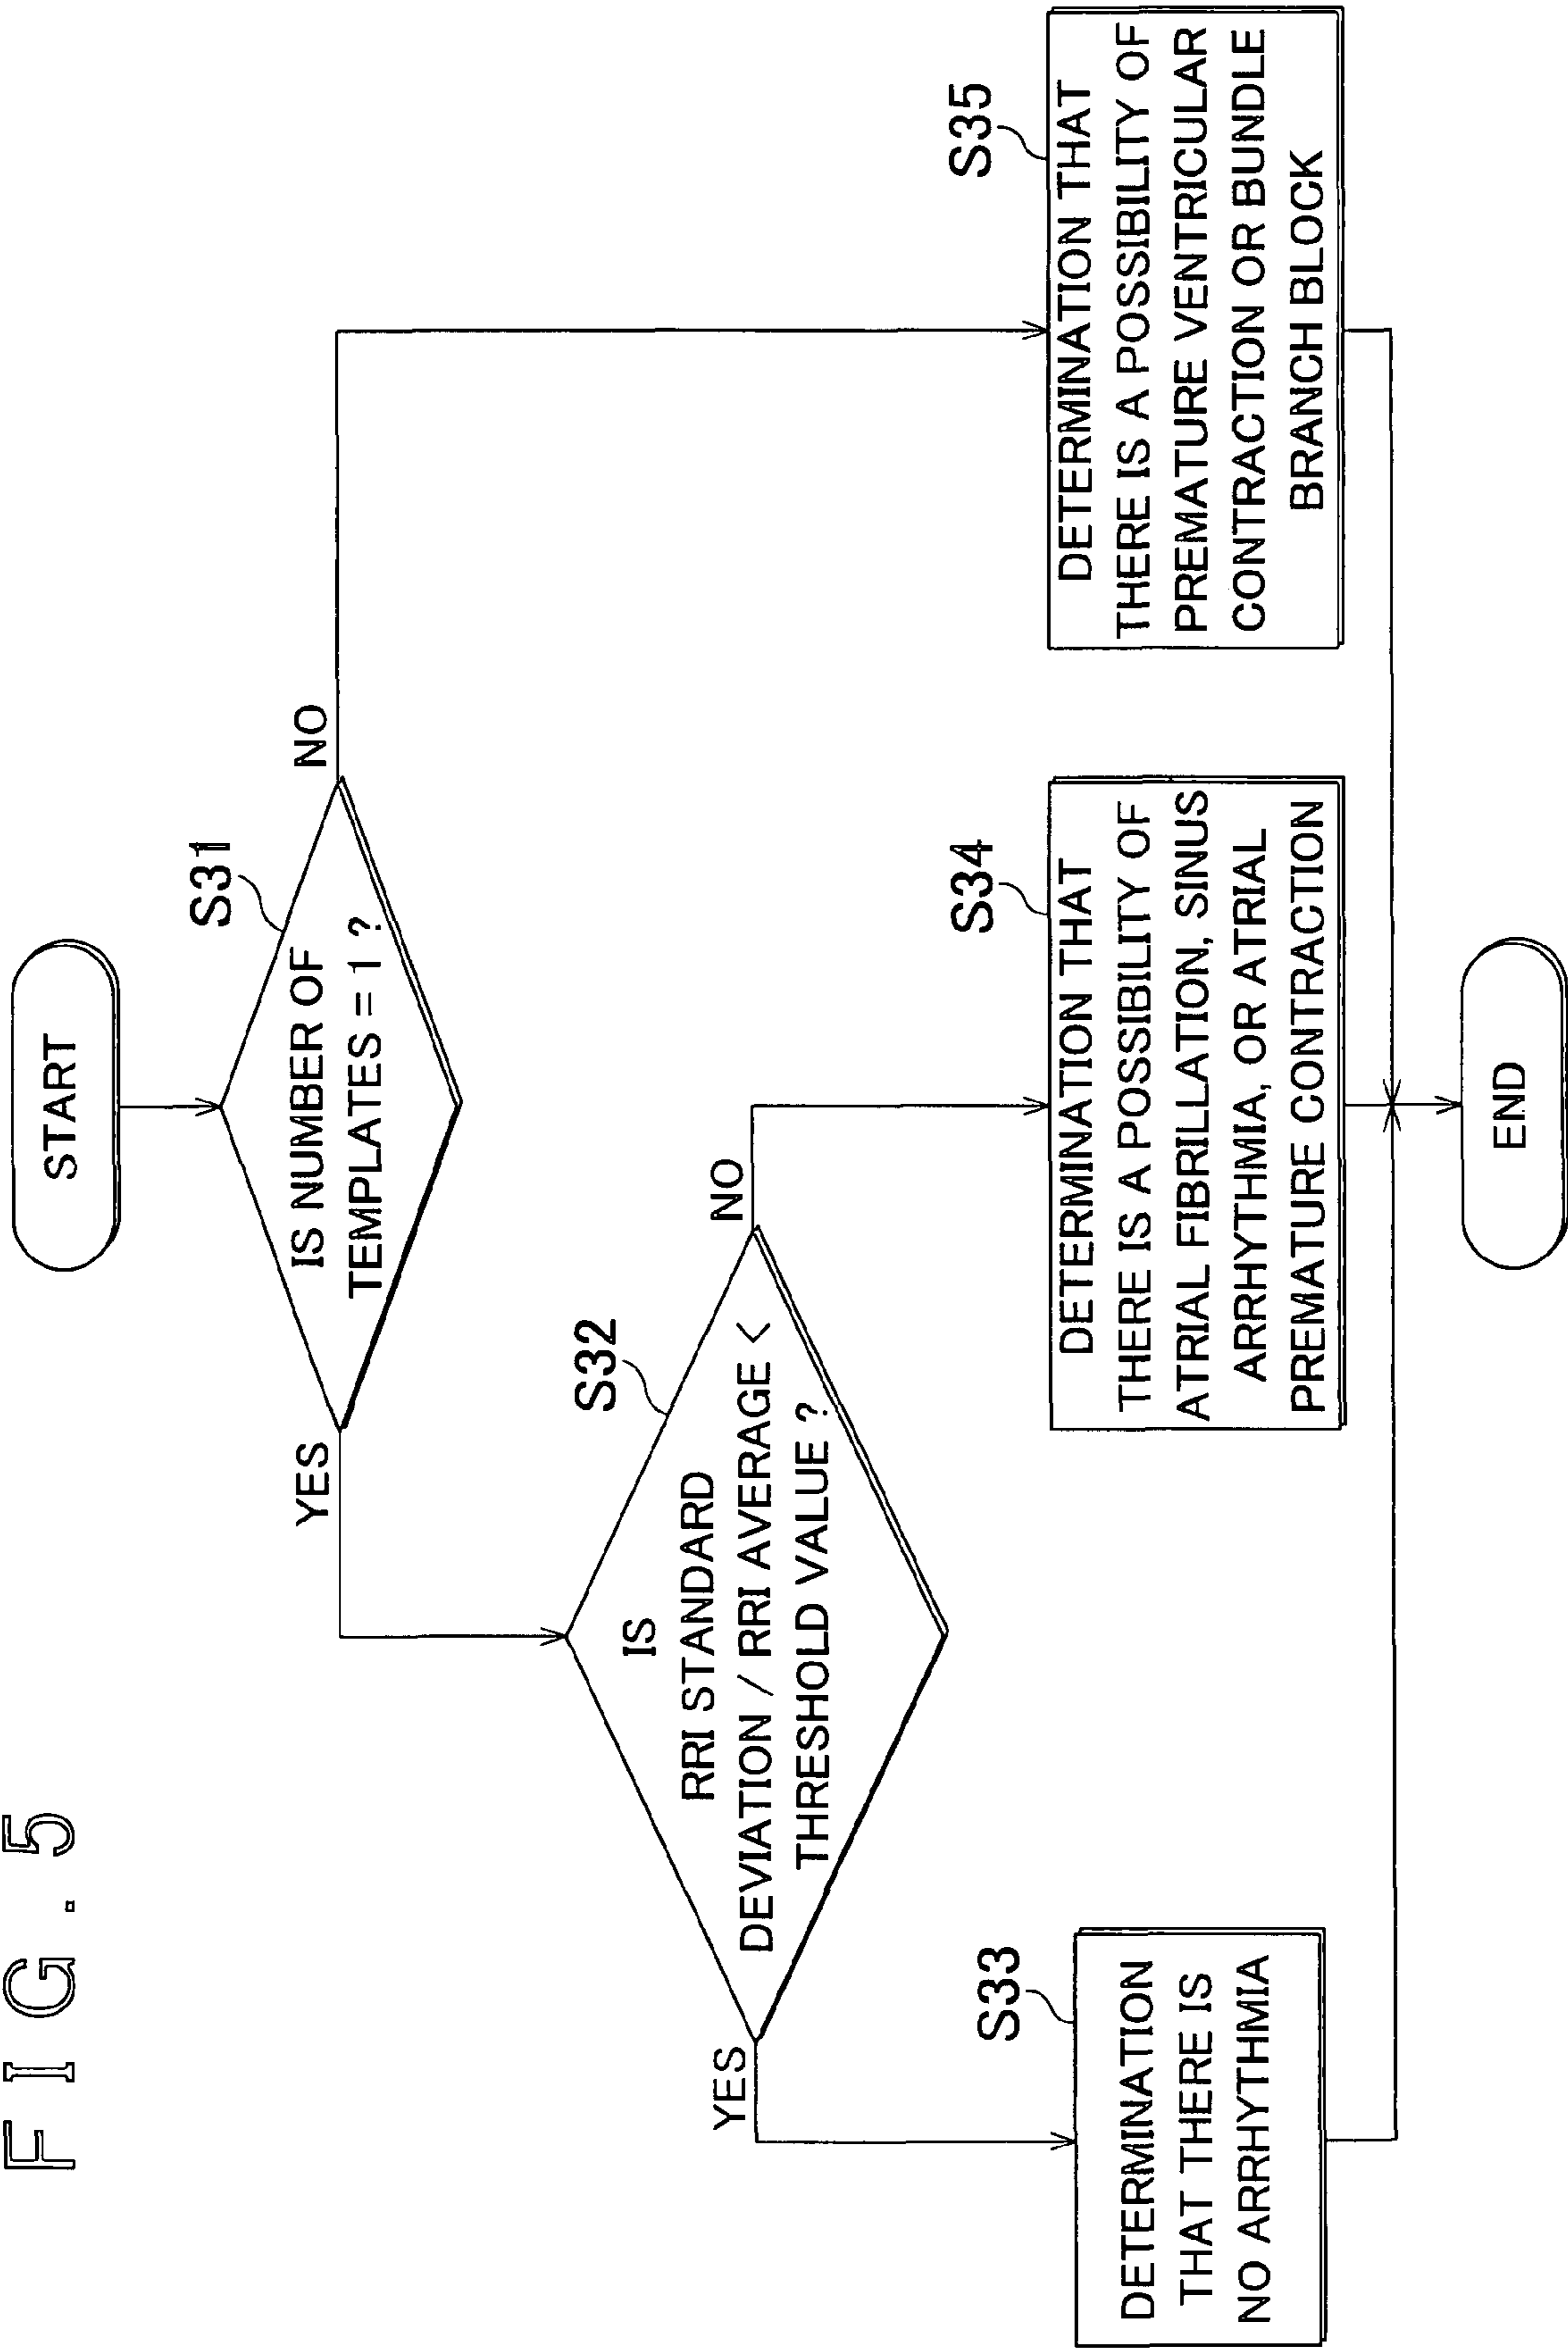 FIG. 5
START
S31
IS NUMBER OF
TEMPLATES = 1 ?
YES
NO
S32
IS
RRI STANDARD
DEVIATION / RRI AVERAGE <
THRESHOLD VALUE ?
YES
NO
S33
DETERMINATION
THAT THERE IS
NO ARRHYTHMIA
S34
DETERMINATION THAT
THERE IS A POSSIBILITY OF
ATRIAL FIBRILLATION, SINUS
ARRHYTHMIA, OR ATRIAL
PREMATURE CONTRACTION
S35
DETERMINATION THAT
THERE IS A POSSIBILITY OF
PREMATURE VENTRICULAR
CONTRACTION OR BUNDLE
BRANCH BLOCK
END